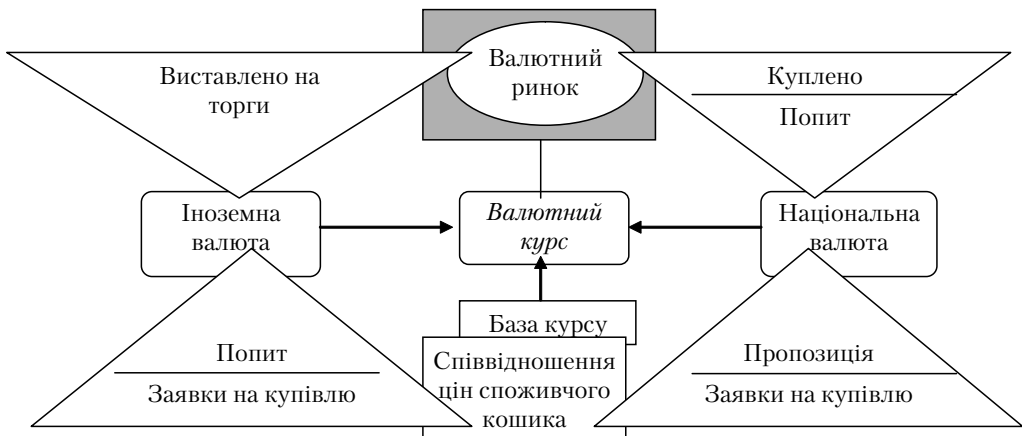 Виставлено на
торги
Валютний
ринок
Куплено
Попит
Іноземна
валюта
Валютний
курс
Національна
валюта
База курсу
Співвідношення
цін споживчого
кошика
Попит
Заявки на купівлю
Пропозиція
Заявки на купівлю